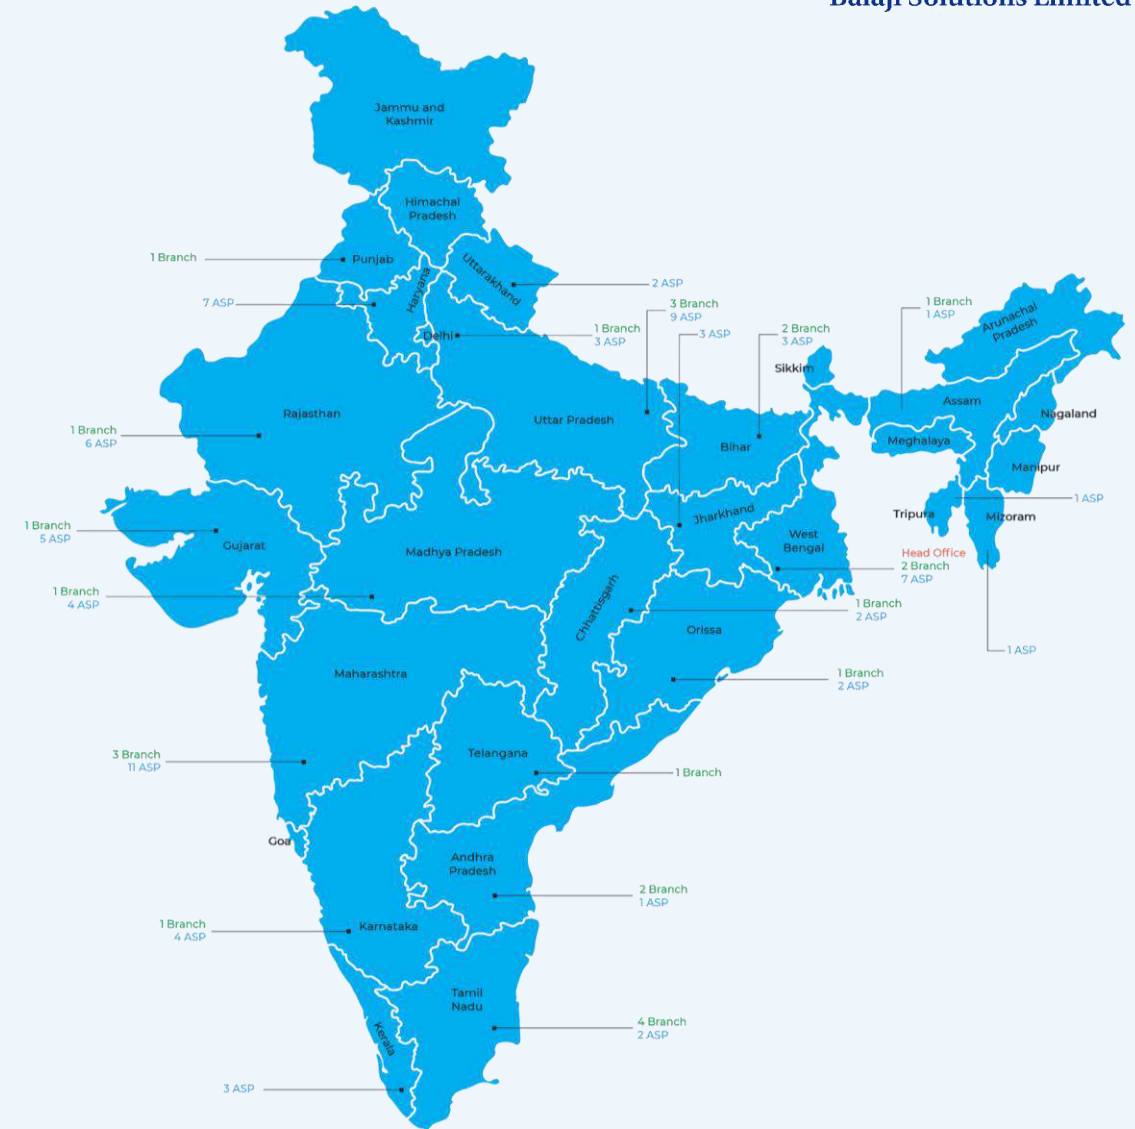 Balaji Solutions Limited
Jammu and
Kashmir
Himachal
Pradesh
1 Branch
Punjab
Uttarakhand
2 ASP
Haryana
7 ASP
3 Branch
9 ASP
1 Branch
1 ASP
Arunachal
Pradesh
Delhi
1 Branch
3 ASP
3 ASP
2 Branch
3 ASP
Sikkim
Rajasthan
Uttar Pradesh
Assam
Nagaland
1 Branch
6 ASP
Bihar
Meghalaya
Manipur
1 ASP
Tripura
Mizoram
Jharkhand
1 Branch
5 ASP
Gujarat
Madhya Pradesh
West
Bengal
Head Office
2 Branch
7 ASP
1 Branch
4 ASP
Chhattisgarh
1 Branch
2 ASP
Orissa
1 ASP
Maharashtra
1 Branch
2 ASP
3 Branch
11 ASP
Telangana
1 Branch
Goa
Andhra
Pradesh
2 Branch
1 ASP
1 Branch
4 ASP
Karnataka
Tamil
Nadu
4 Branch
2 ASP
Kerala
3 ASP